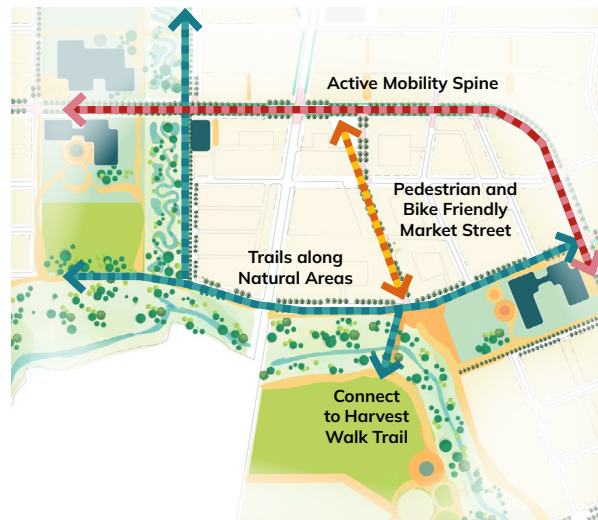 Active Mobility Spine
Pedestrian and
Bike Friendly
Market Street
Trails along
Natural Areas
Connect
to Harvest
Walk Trail